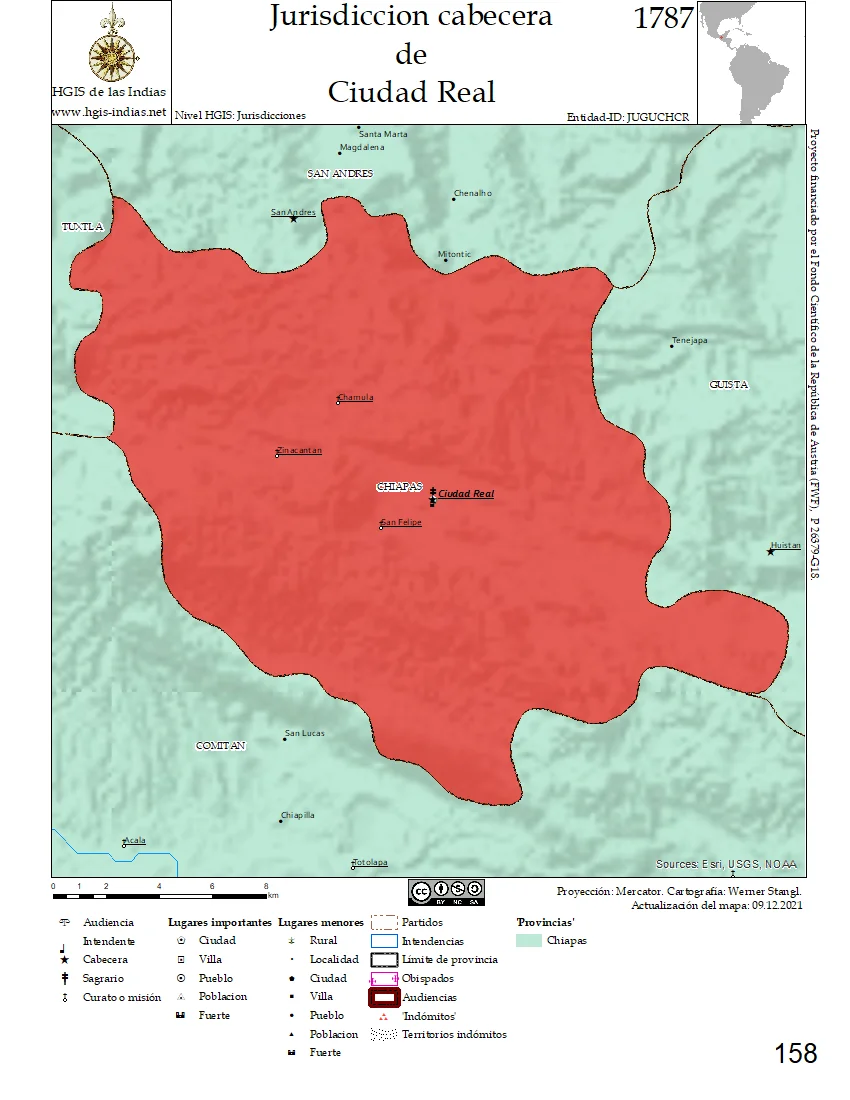 Jurisdiccion cabecera
de
Ciudad Real
1787
HGIS de las Indias
www.hgis-indias.net
Nivel HGIS: Jurisdicciones
Entidad-ID: JUGUCHCR
Proyecto financiado por el Fondo Científico de la República de Austria (FWF), P 26379-G18.
Santa Marta
Magdalena
SAN ANDRES
Chenalho
San Andres
TUXTLA
Mitontic
Tenejapa
GUISTA
Chamula
Zinacantan
CHIAPAS
Ciudad Real
San Felipe
Huistan
San Lucas
COMITAN
Chiapilla
Acala
Totolapa
Sources: Esri, USGS, NOAA
0 1 2 4 6 8
km
CC BY NC SA
Proyección: Mercator. Cartografía: Werner Stangl.
Actualización del mapa: 09.12.2021
Audiencia
Intendente
Cabecera
Sagrario
Curato o misión
Lugares importantes
Ciudad
Villa
Pueblo
Poblacion
Fuerte
Lugares menores
Rural
Localidad
Ciudad
Villa
Pueblo
Poblacion
Fuerte
Partidos
Intendencias
Límite de provincia
Obispados
Audiencias
'Indómitos'
Territorios indómitos
'Provincias'
Chiapas
158